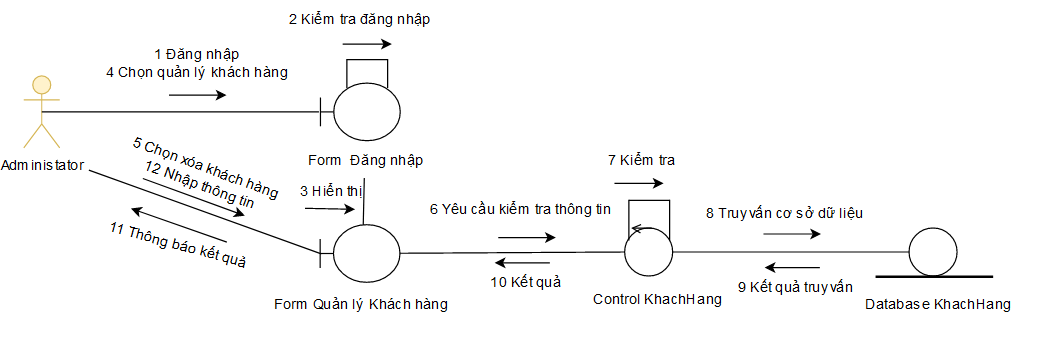 2 Kiểm tra đăng nhập
1 Đăng nhập
4 Chọn quản lý khách hàng
Administator
Form Đăng nhập
5 Chọn xóa khách hàng
12 Nhập thông tin
11 Thông báo kết quả
3 Hiển thị
7 Kiểm tra
6 Yêu cầu kiểm tra thông tin
8 Truy vấn cơ sở dữ liệu
10 Kết quả
9 Kết quả truy vấn
Form Quản lý Khách hàng
Control KhachHang
Database KhachHang